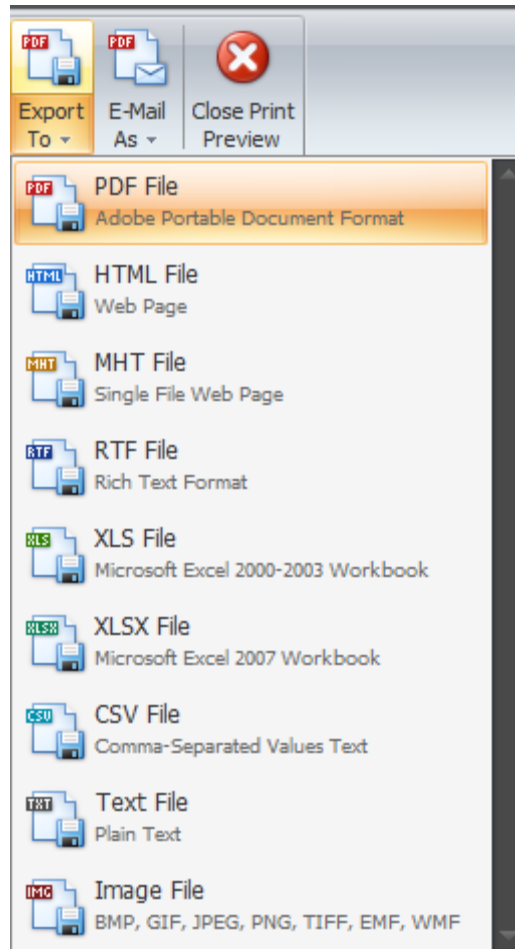 PDF
PDF
Export To
E-Mail As
Close Print Preview
PDF
PDF File
Adobe Portable Document Format
HTML
HTML File
Web Page
MHT
MHT File
Single File Web Page
RTF
RTF File
Rich Text Format
XLS
XLS File
Microsoft Excel 2000-2003 Workbook
XLSX
XLSX File
Microsoft Excel 2007 Workbook
CSV
CSV File
Comma-Separated Values Text
TXT
Text File
Plain Text
IMG
Image File
BMP, GIF, JPEG, PNG, TIFF, EMF, WMF